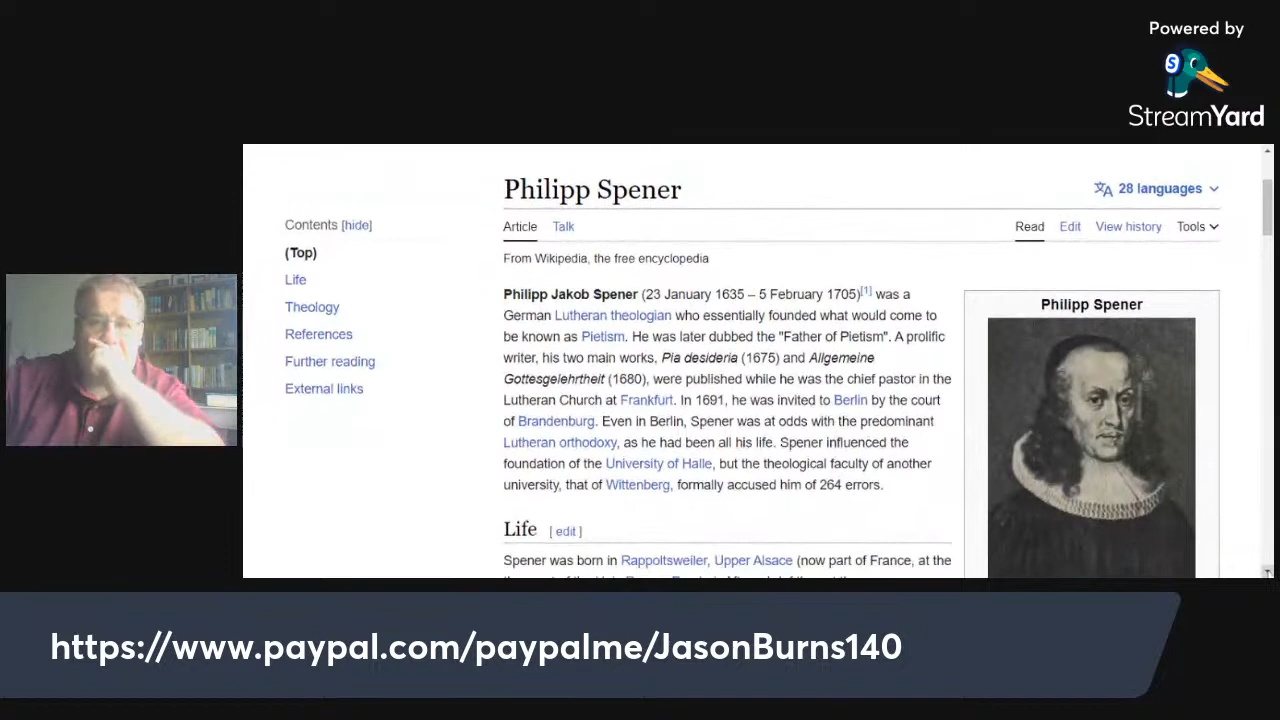 Powered by
S
StreamYard
Philipp Spener
28 languages
Contents [hide]
(Top)
Life
Theology
References
Further reading
External links
Article Talk
Read Edit View history Tools
From Wikipedia, the free encyclopedia
Philipp Jakob Spener (23 January 1635 – 5 February 1705)[1] was a
German Lutheran theologian who essentially founded what would come to
be known as Pietism. He was later dubbed the "Father of Pietism". A prolific
writer, his two main works, Pia desideria (1675) and Allgemeine
Gottesgelehrtheit (1680), were published while he was the chief pastor in the
Lutheran Church at Frankfurt. In 1691, he was invited to Berlin by the court
of Brandenburg. Even in Berlin, Spener was at odds with the predominant
Lutheran orthodoxy, as he had been all his life. Spener influenced the
foundation of the University of Halle, but the theological faculty of another
university, that of Wittenberg, formally accused him of 264 errors.
Philipp Spener
Life [ edit ]
Spener was born in Rappoltsweiler, Upper Alsace (now part of France, at the
https://www.paypal.com/paypalme/JasonBurns140